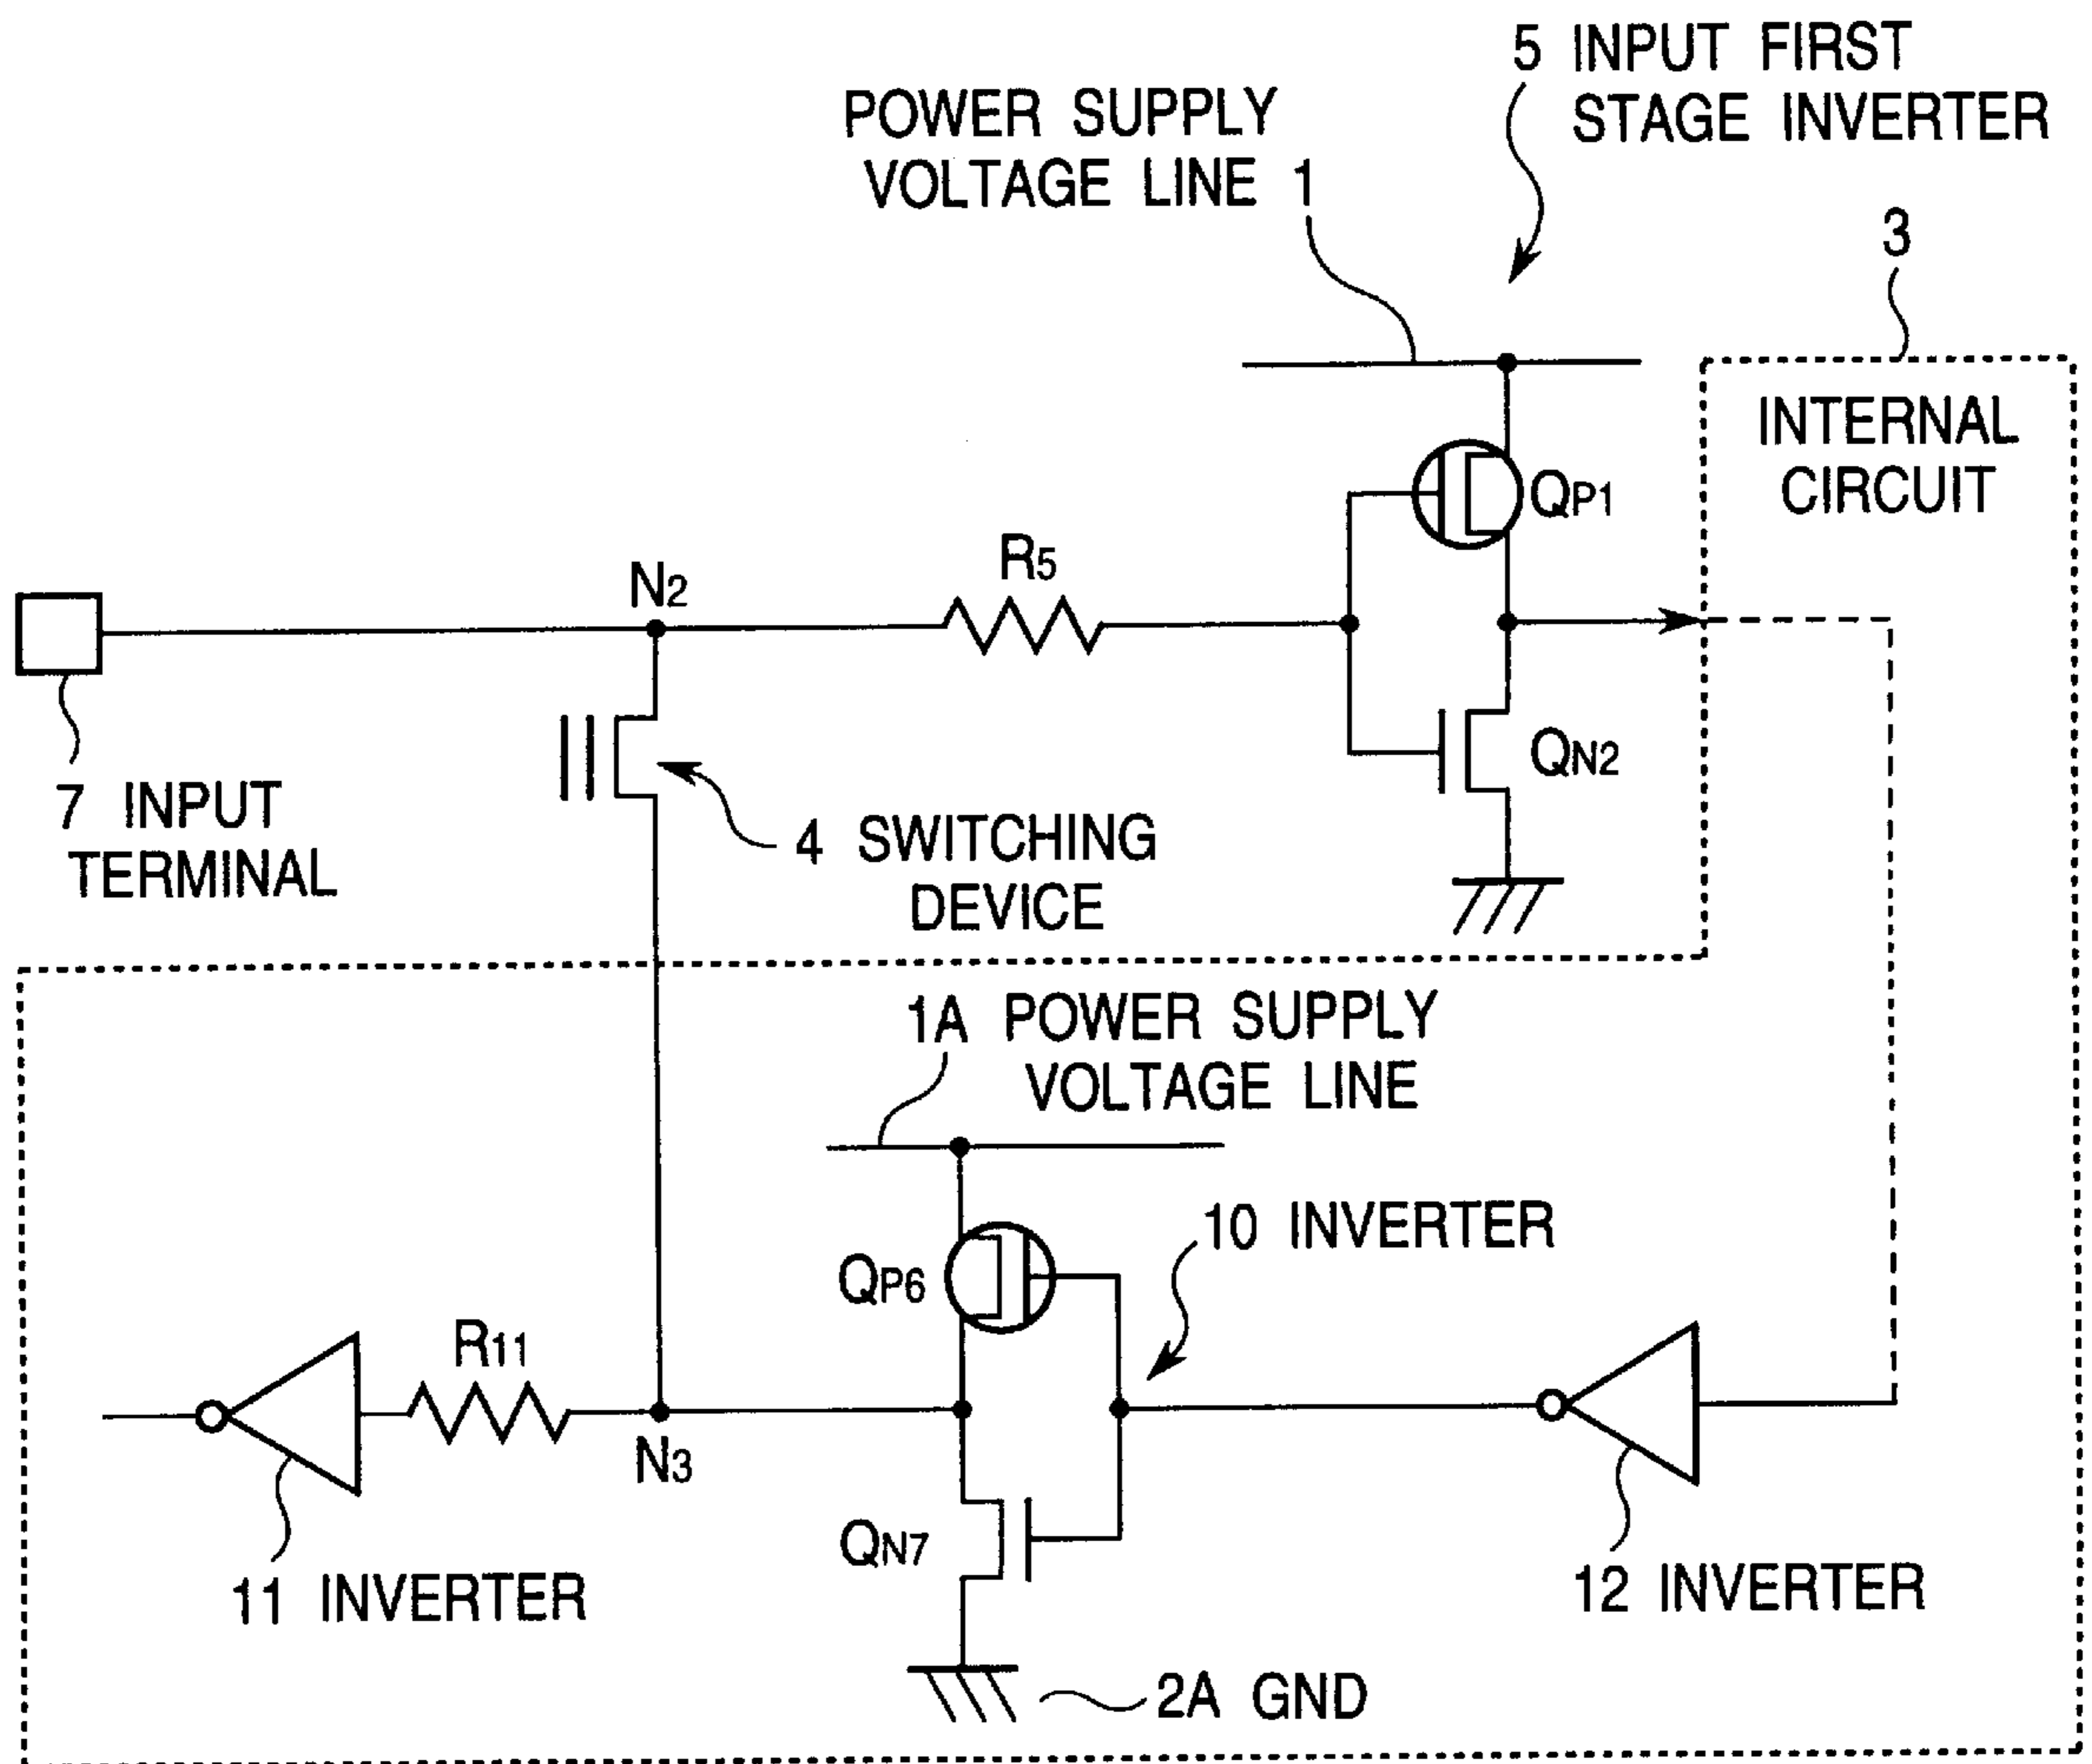 5 INPUT FIRST
STAGE INVERTER
POWER SUPPLY
VOLTAGE LINE 1
3
INTERNAL
CIRCUIT
QP1
R5
N2
QN2
7 INPUT
TERMINAL
4 SWITCHING
DEVICE
1A POWER SUPPLY
VOLTAGE LINE
10 INVERTER
QP6
R11
N3
QN7
11 INVERTER
12 INVERTER
2A GND